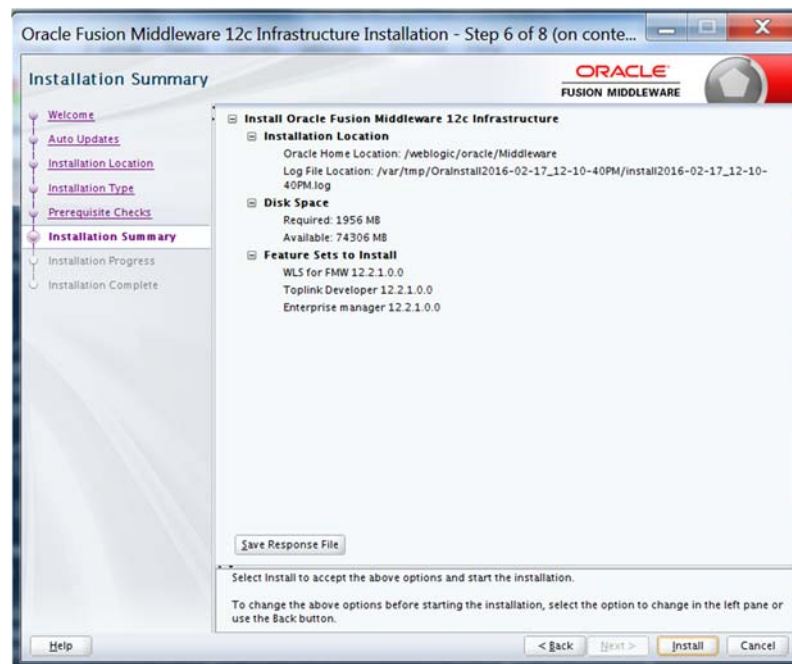 Oracle Fusion Middleware 12c Infrastructure Installation - Step 6 of 8 (on conte...
Installation Summary
ORACLE
FUSION MIDDLEWARE
Welcome
Auto Updates
Installation Location
Installation Type
Prerequisite Checks
Installation Summary
Installation Progress
Installation Complete
Install Oracle Fusion Middleware 12c Infrastructure
Installation Location
Oracle Home Location: /weblogic/oracle/Middleware
Log File Location: /var/tmp/OraInstall2016-02-17_12-10-40PM/install2016-02-17_12-10-
40PM.log
Disk Space
Required: 1956 MB
Available: 74306 MB
Feature Sets to Install
WLS for FMW 12.2.1.0.0
Toplink Developer 12.2.1.0.0
Enterprise manager 12.2.1.0.0
Save Response File
Select Install to accept the above options and start the installation.
To change the above options before starting the installation, select the option to change in the left pane or
use the Back button.
Help
< Back
Next >
Install
Cancel